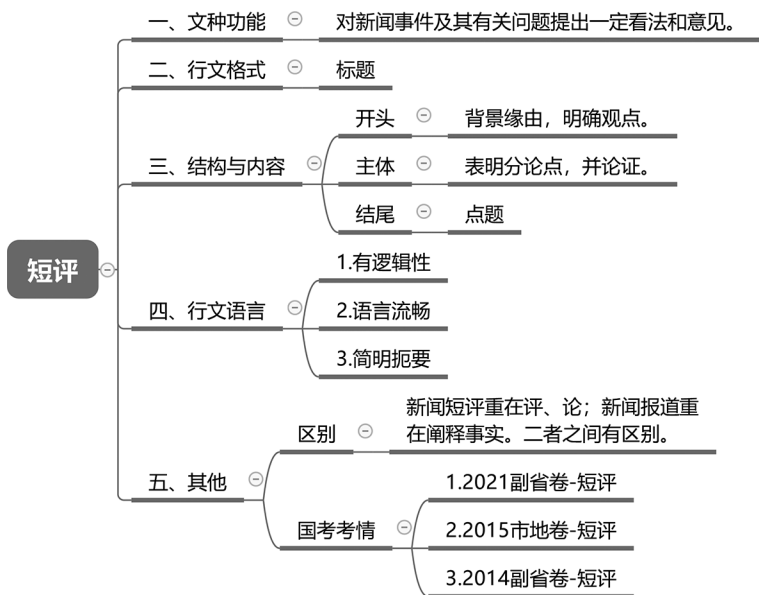 短评
一、文种功能
对新闻事件及其有关问题提出一定看法和意见。
二、行文格式
标题
三、结构与内容
开头
背景缘由，明确观点。
主体
表明分论点，并论证。
结尾
点题
四、行文语言
1.有逻辑性
2.语言流畅
3.简明扼要
五、其他
区别
新闻短评重在评、论；新闻报道重
在阐释事实。二者之间有区别。
国考考情
1.2021副省卷-短评
2.2015市地卷-短评
3.2014副省卷-短评